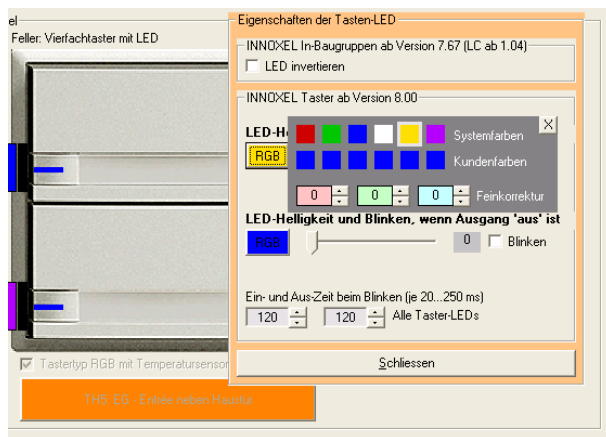 el
Eigenschaften der Tasten-LED
Feller: Vierfachtaster mit LED
INNOXEL In-Baugruppen ab Version 7.67 (LC ab 1.04)
LED invertieren
INNOXEL Taster ab Version 8.00
LED-H
X
Systemfarben
RGB
Kundenfarben
0 0 0 Feinkorrektur
LED-Helligkeit und Blinken, wenn Ausgang 'aus' ist
RGB 0 Blinken
Ein- und Aus-Zeit beim Blinken (je 20...250 ms)
120 120 Alle Taster-LEDs
Schliessen
Tastertyp RGB mit Temperatursensor
TH5: EG - Entrée neben Haustür